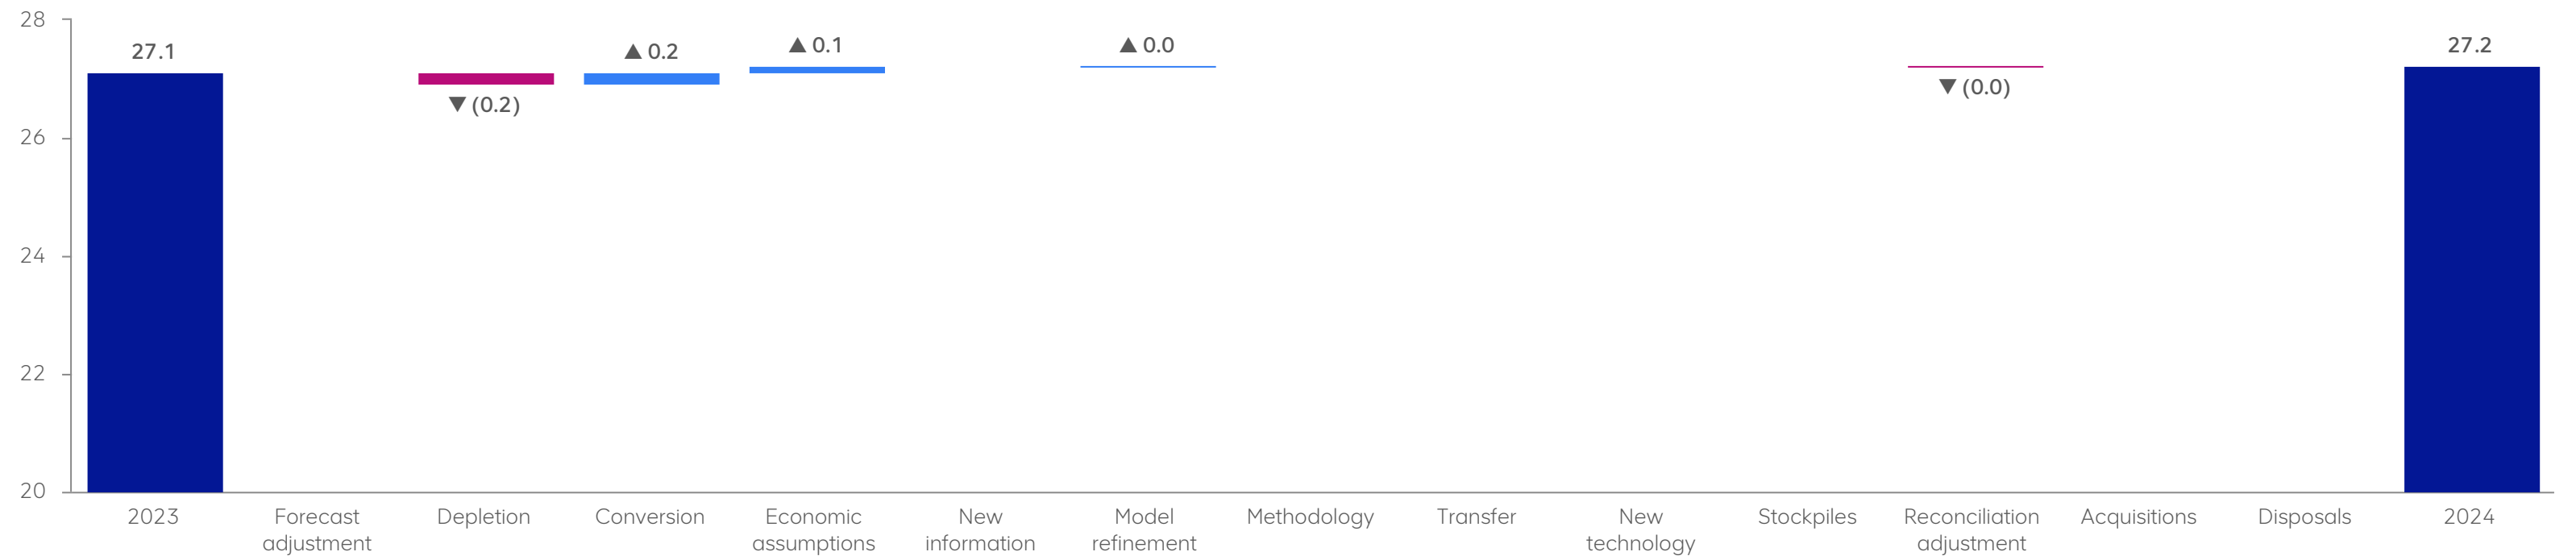 28
26
24
22
20
27.1
▼ (0.2)
▲ 0.2
▲ 0.1
▲ 0.0
▼ (0.0)
27.2
2023
Forecast
adjustment
Depletion
Conversion
Economic
assumptions
New
information
Model
refinement
Methodology
Transfer
New
technology
Stockpiles
Reconciliation
adjustment
Acquisitions
Disposals
2024